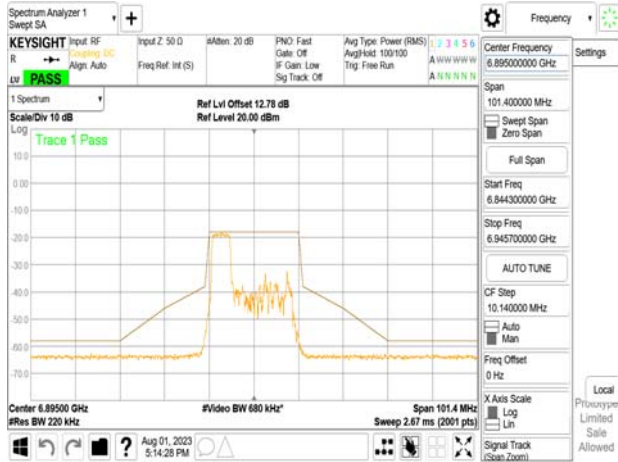 Spectrum Analyzer 1
Swept SA
+
Frequency
KEYSIGHT Input: RF
Coupling: DC
Align: Auto
R
LXI PASS
Input Z: 50 Ω
Freq Ref: Int (S)
#Atten: 20 dB
PNO: Fast
Gate: Off
IF Gain: Low
Sig Track: Off
Avg Type: Power (RMS)
Avg|Hold: 100/100
Trig: Free Run
1 2 3 4 5 6
A W W W W W
A N N N N N
1 Spectrum
Scale/Div 10 dB
Ref Lvl Offset 12.78 dB
Ref Level 20.00 dBm
Log
Trace 1 Pass
10.0
0.00
-10.0
-20.0
-30.0
-40.0
-50.0
-60.0
-70.0
Center 6.89500 GHz
#Res BW 220 kHz
#Video BW 680 kHz*
Span 101.4 MHz
Sweep 2.67 ms (2001 pts)
Aug 01, 2023
5:14:28 PM
?
Center Frequency
6.895000000 GHz
Span
101.400000 MHz
Swept Span
Zero Span
Full Span
Start Freq
6.844300000 GHz
Stop Freq
6.945700000 GHz
AUTO TUNE
CF Step
10.140000 MHz
Auto
Man
Freq Offset
0 Hz
X Axis Scale
Log
Lin
Signal Track
(Span Zoom)
Settings
Local
Prototype
Limited
Sale
Allowed